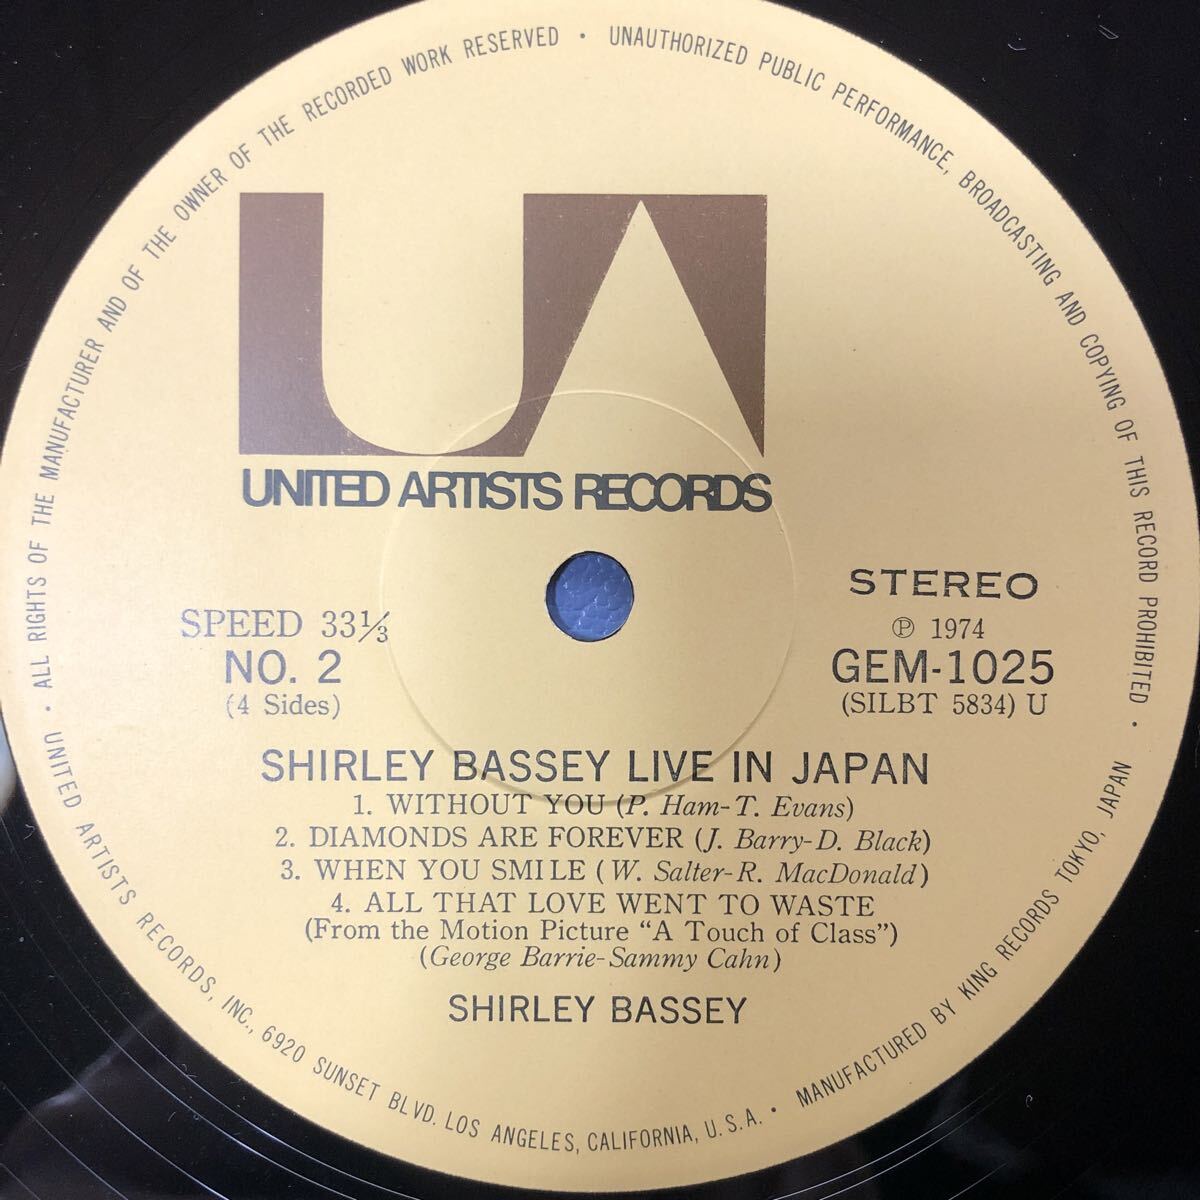 UA
UNITED ARTISTS RECORDS
STEREO
SPEED 33⅓
℗ 1974
NO. 2
GEM-1025
(4 Sides)
(SILBT 5834) U
SHIRLEY BASSEY LIVE IN JAPAN
1. WITHOUT YOU (P. Ham-T. Evans)
2. DIAMONDS ARE FOREVER (J. Barry-D. Black)
3. WHEN YOU SMILE (W. Salter-R. MacDonald)
4. ALL THAT LOVE WENT TO WASTE
(From the Motion Picture “A Touch of Class”)
(George Barrie-Sammy Cahn)
SHIRLEY BASSEY
• ALL RIGHTS OF THE MANUFACTURER AND OF THE OWNER OF THE RECORDED WORK RESERVED • UNAUTHORIZED PUBLIC PERFORMANCE, BROADCASTING AND COPYING OF THIS RECORD PROHIBITED •
UNITED ARTISTS RECORDS, INC., 6920 SUNSET BLVD. LOS ANGELES, CALIFORNIA, U.S.A. • MANUFACTURED BY KING RECORDS TOKYO, JAPAN